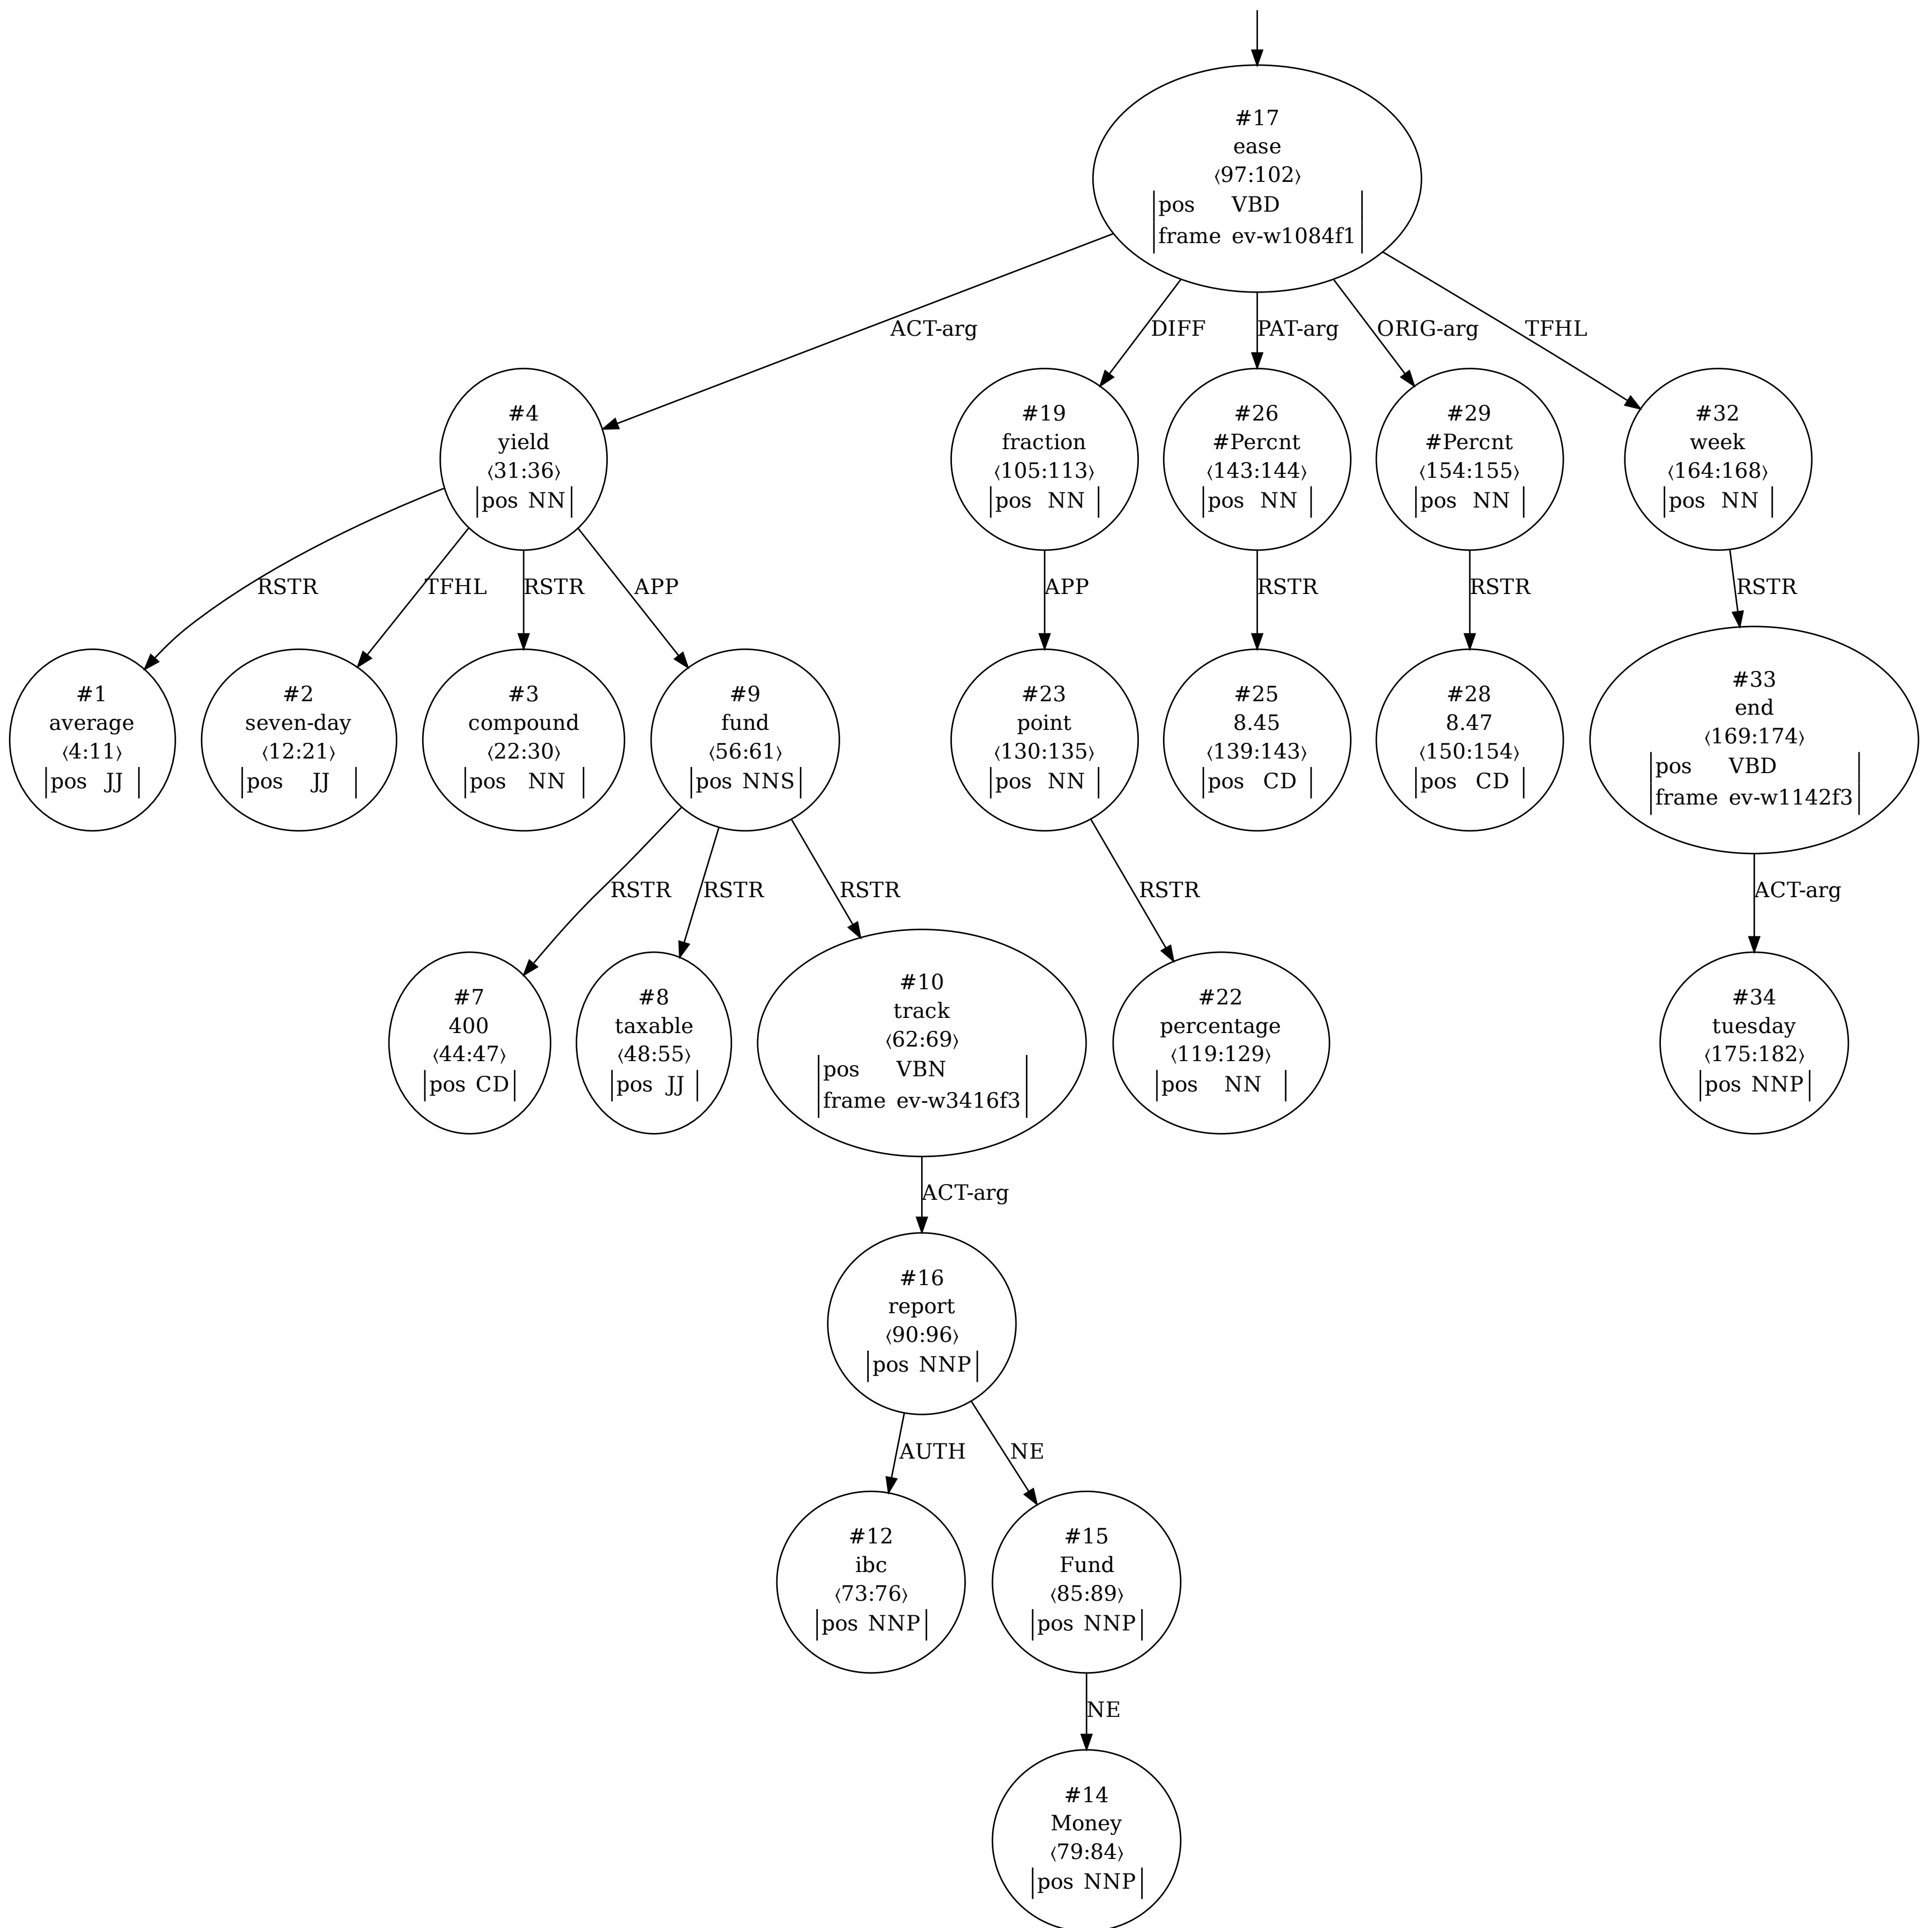 #17
ease
⟨97:102⟩
pos VBD
frame ev-w1084f1
ACT-arg
DIFF
PAT-arg
ORIG-arg
TFHL
#4
yield
⟨31:36⟩
pos NN
#19
fraction
⟨105:113⟩
pos NN
#26
#Percnt
⟨143:144⟩
pos NN
#29
#Percnt
⟨154:155⟩
pos NN
#32
week
⟨164:168⟩
pos NN
RSTR
TFHL
RSTR
APP
APP
RSTR
RSTR
RSTR
#1
average
⟨4:11⟩
pos JJ
#2
seven-day
⟨12:21⟩
pos JJ
#3
compound
⟨22:30⟩
pos NN
#9
fund
⟨56:61⟩
pos NNS
#23
point
⟨130:135⟩
pos NN
#25
8.45
⟨139:143⟩
pos CD
#28
8.47
⟨150:154⟩
pos CD
#33
end
⟨169:174⟩
pos VBD
frame ev-w1142f3
RSTR
RSTR
RSTR
RSTR
ACT-arg
#7
400
⟨44:47⟩
pos CD
#8
taxable
⟨48:55⟩
pos JJ
#10
track
⟨62:69⟩
pos VBN
frame ev-w3416f3
#22
percentage
⟨119:129⟩
pos NN
#34
tuesday
⟨175:182⟩
pos NNP
ACT-arg
#16
report
⟨90:96⟩
pos NNP
AUTH
NE
#12
ibc
⟨73:76⟩
pos NNP
#15
Fund
⟨85:89⟩
pos NNP
NE
#14
Money
⟨79:84⟩
pos NNP